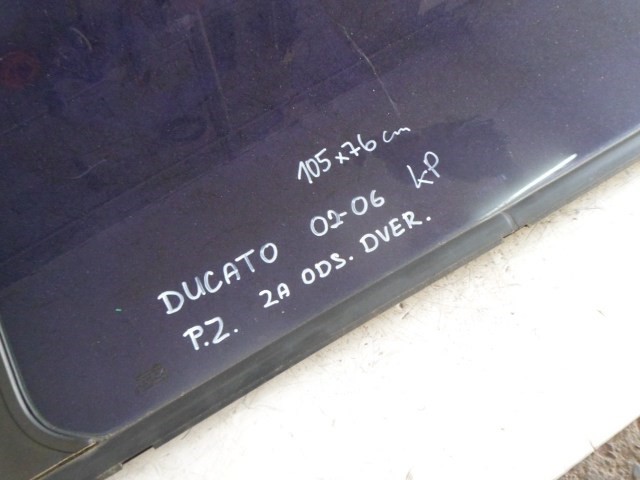 105x76 cm
DUCATO 02-06 kP
P.Z. ZA ODS. DVER.